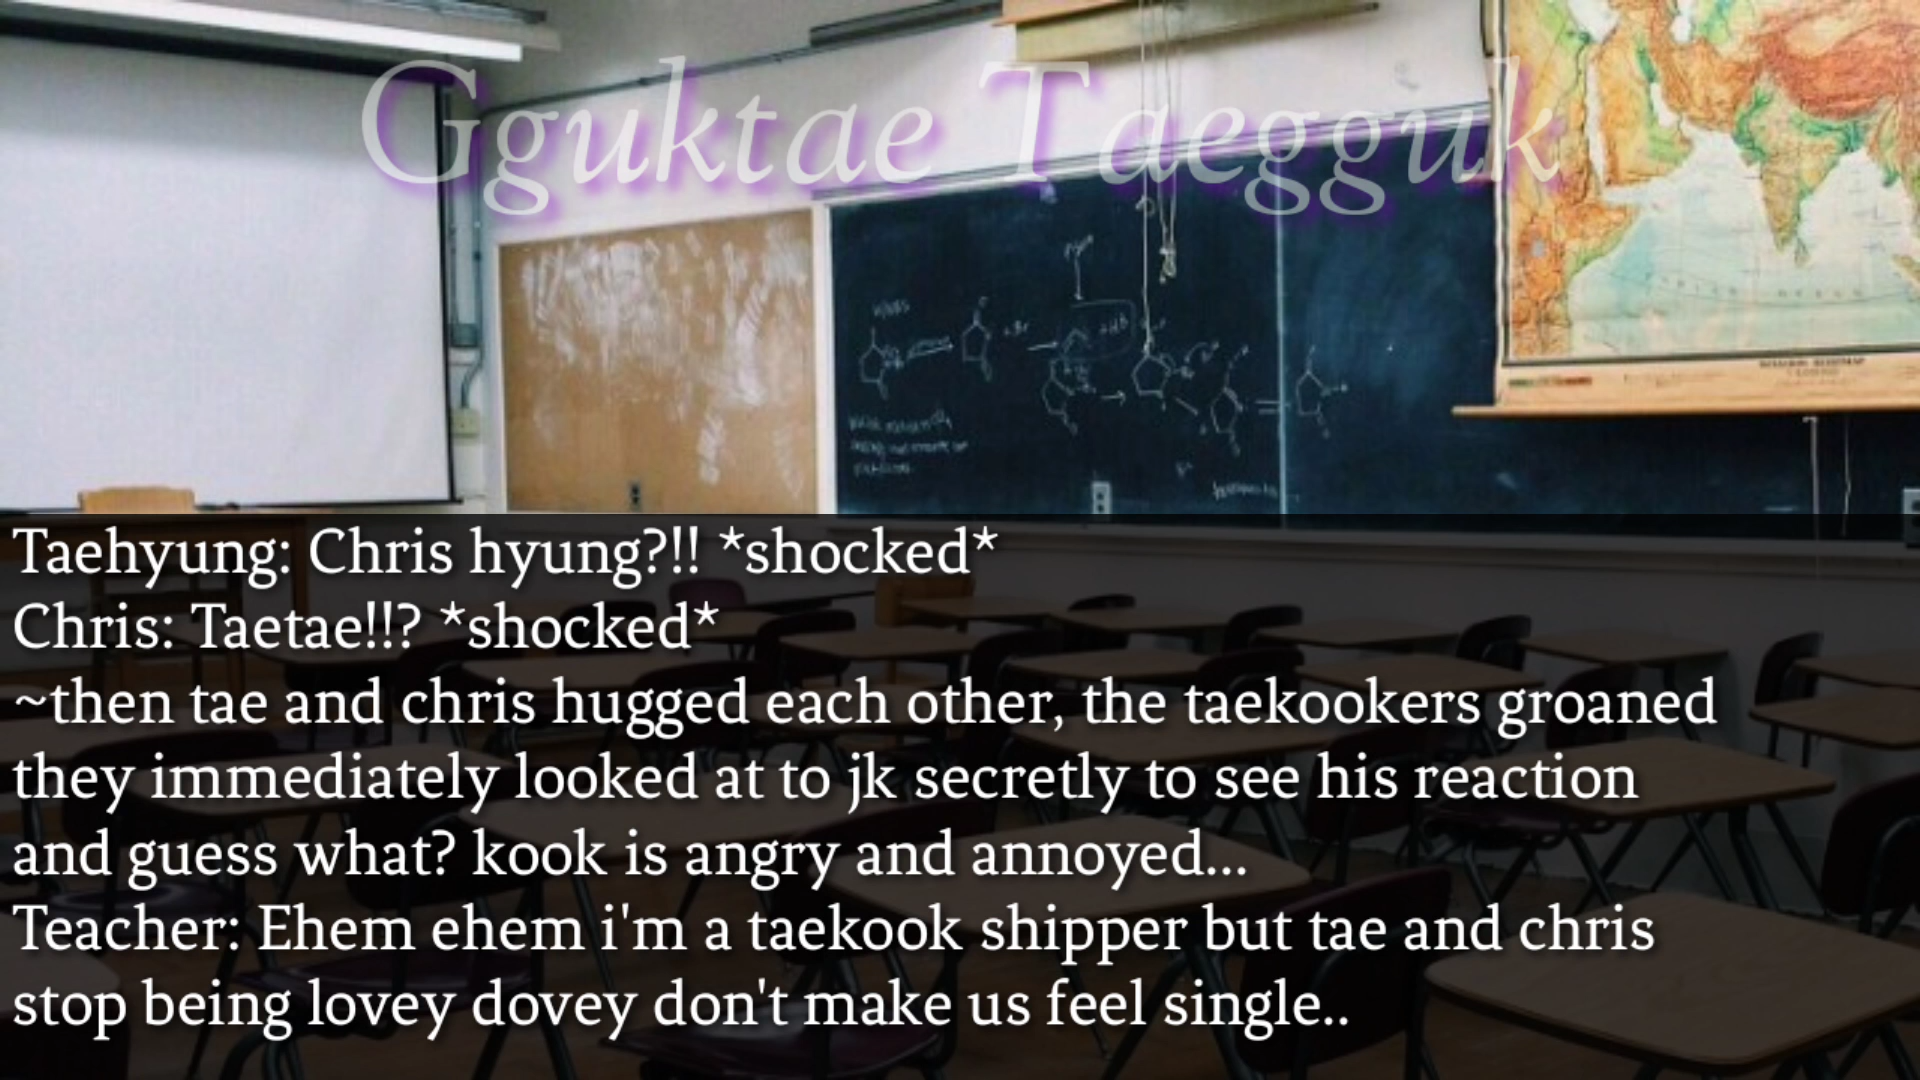 Gguktae Taegguk
Taehyung: Chris hyung?!! *shocked*
Chris: Taetae!!? *shocked*
~then tae and chris hugged each other, the taekookers groaned
they immediately looked at to jk secretly to see his reaction
and guess what? kook is angry and annoyed...
Teacher: Ehem ehem i'm a taekook shipper but tae and chris
stop being lovey dovey don't make us feel single..